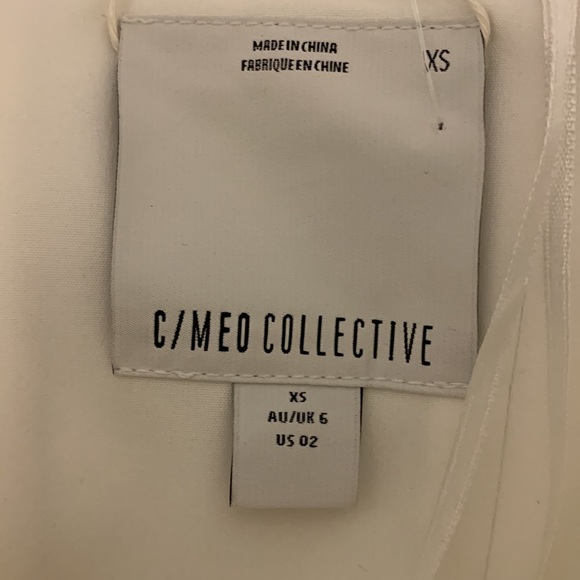 MADE IN CHINA
FABRIQUE EN CHINE
XS
C/MEO COLLECTIVE
XS
AU/UK 6
US 02